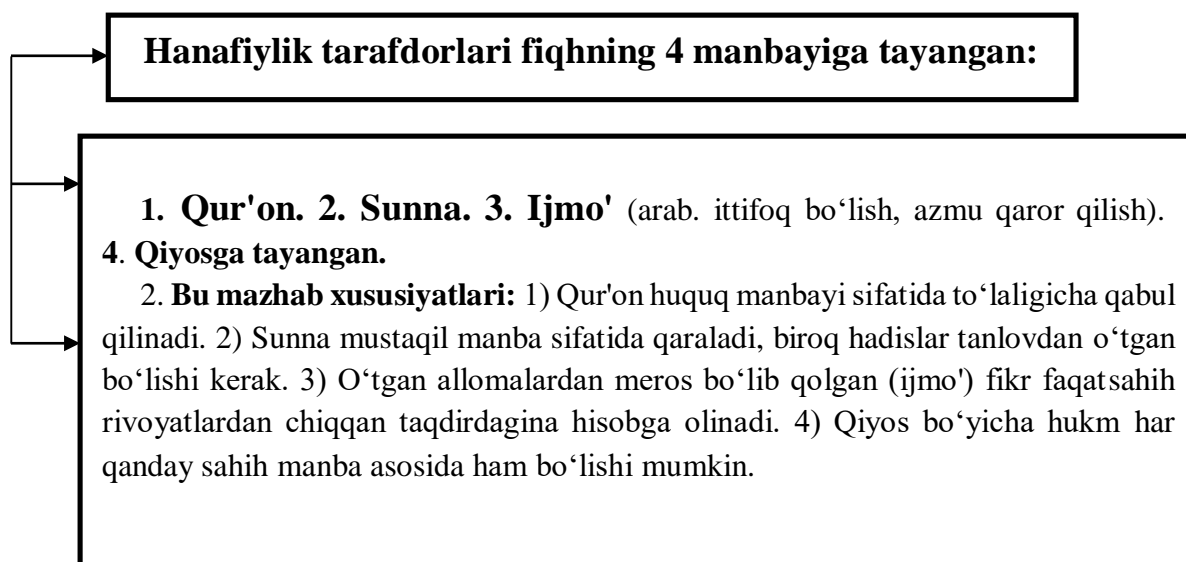 Hanafiylik tarafdorlari fiqhning 4 manbayiga tayangan:
1. Qur'on. 2. Sunna. 3. Ijmo' (arab. ittifoq bo‘lish, azmu qaror qilish).
4. Qiyosga tayangan.
2. Bu mazhab xususiyatlari: 1) Qur'on huquq manbayi sifatida to‘laligicha qabul
qilinadi. 2) Sunna mustaqil manba sifatida qaraladi, biroq hadislar tanlovdan o‘tgan
bo‘lishi kerak. 3) O‘tgan allomalardan meros bo‘lib qolgan (ijmo') fikr faqatsahih
rivoyatlardan chiqqan taqdirdagina hisobga olinadi. 4) Qiyos bo‘yicha hukm har
qanday sahih manba asosida ham bo‘lishi mumkin.